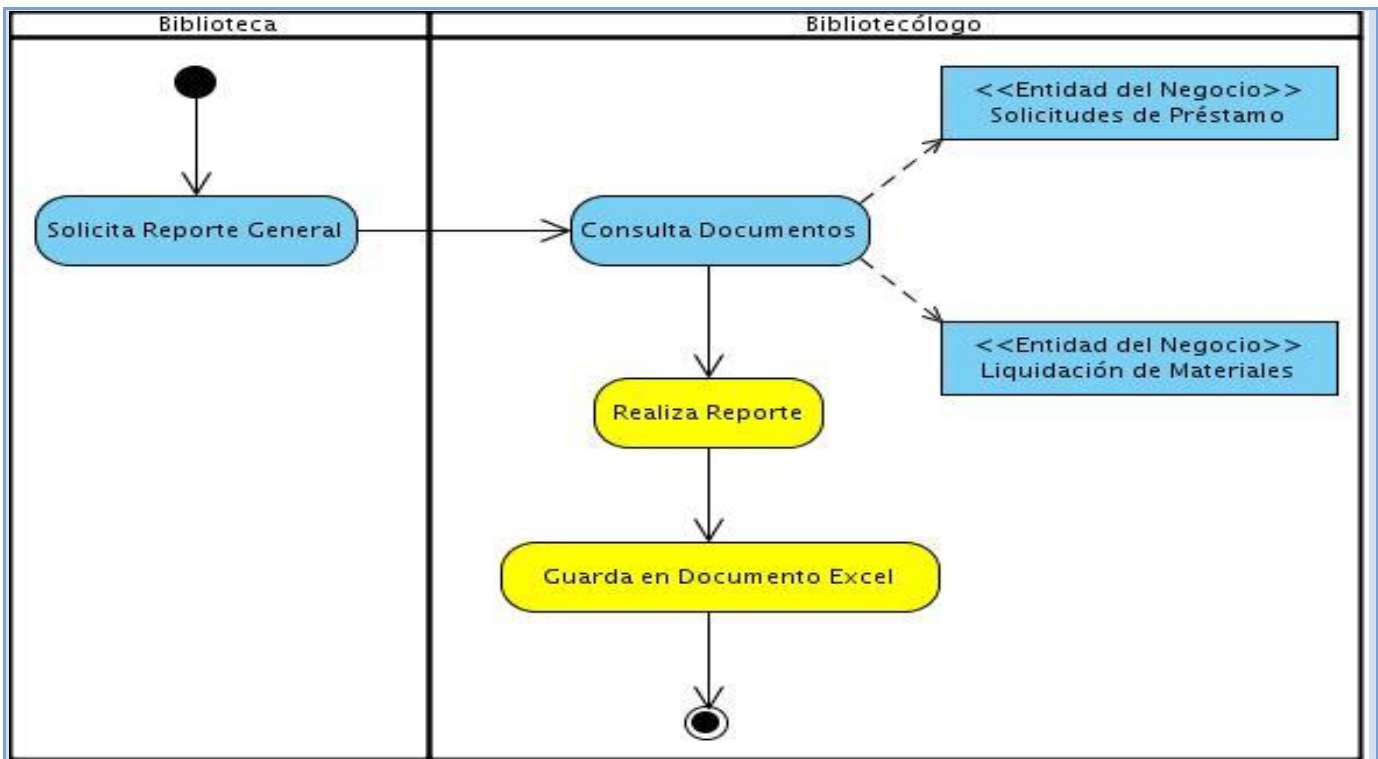 Biblioteca
Bibliotecólogo
<<Entidad del Negocio>>
Solicitudes de Préstamo
Solicita Reporte General
Consulta Documentos
<<Entidad del Negocio>>
Liquidación de Materiales
Realiza Reporte
Guarda en Documento Excel